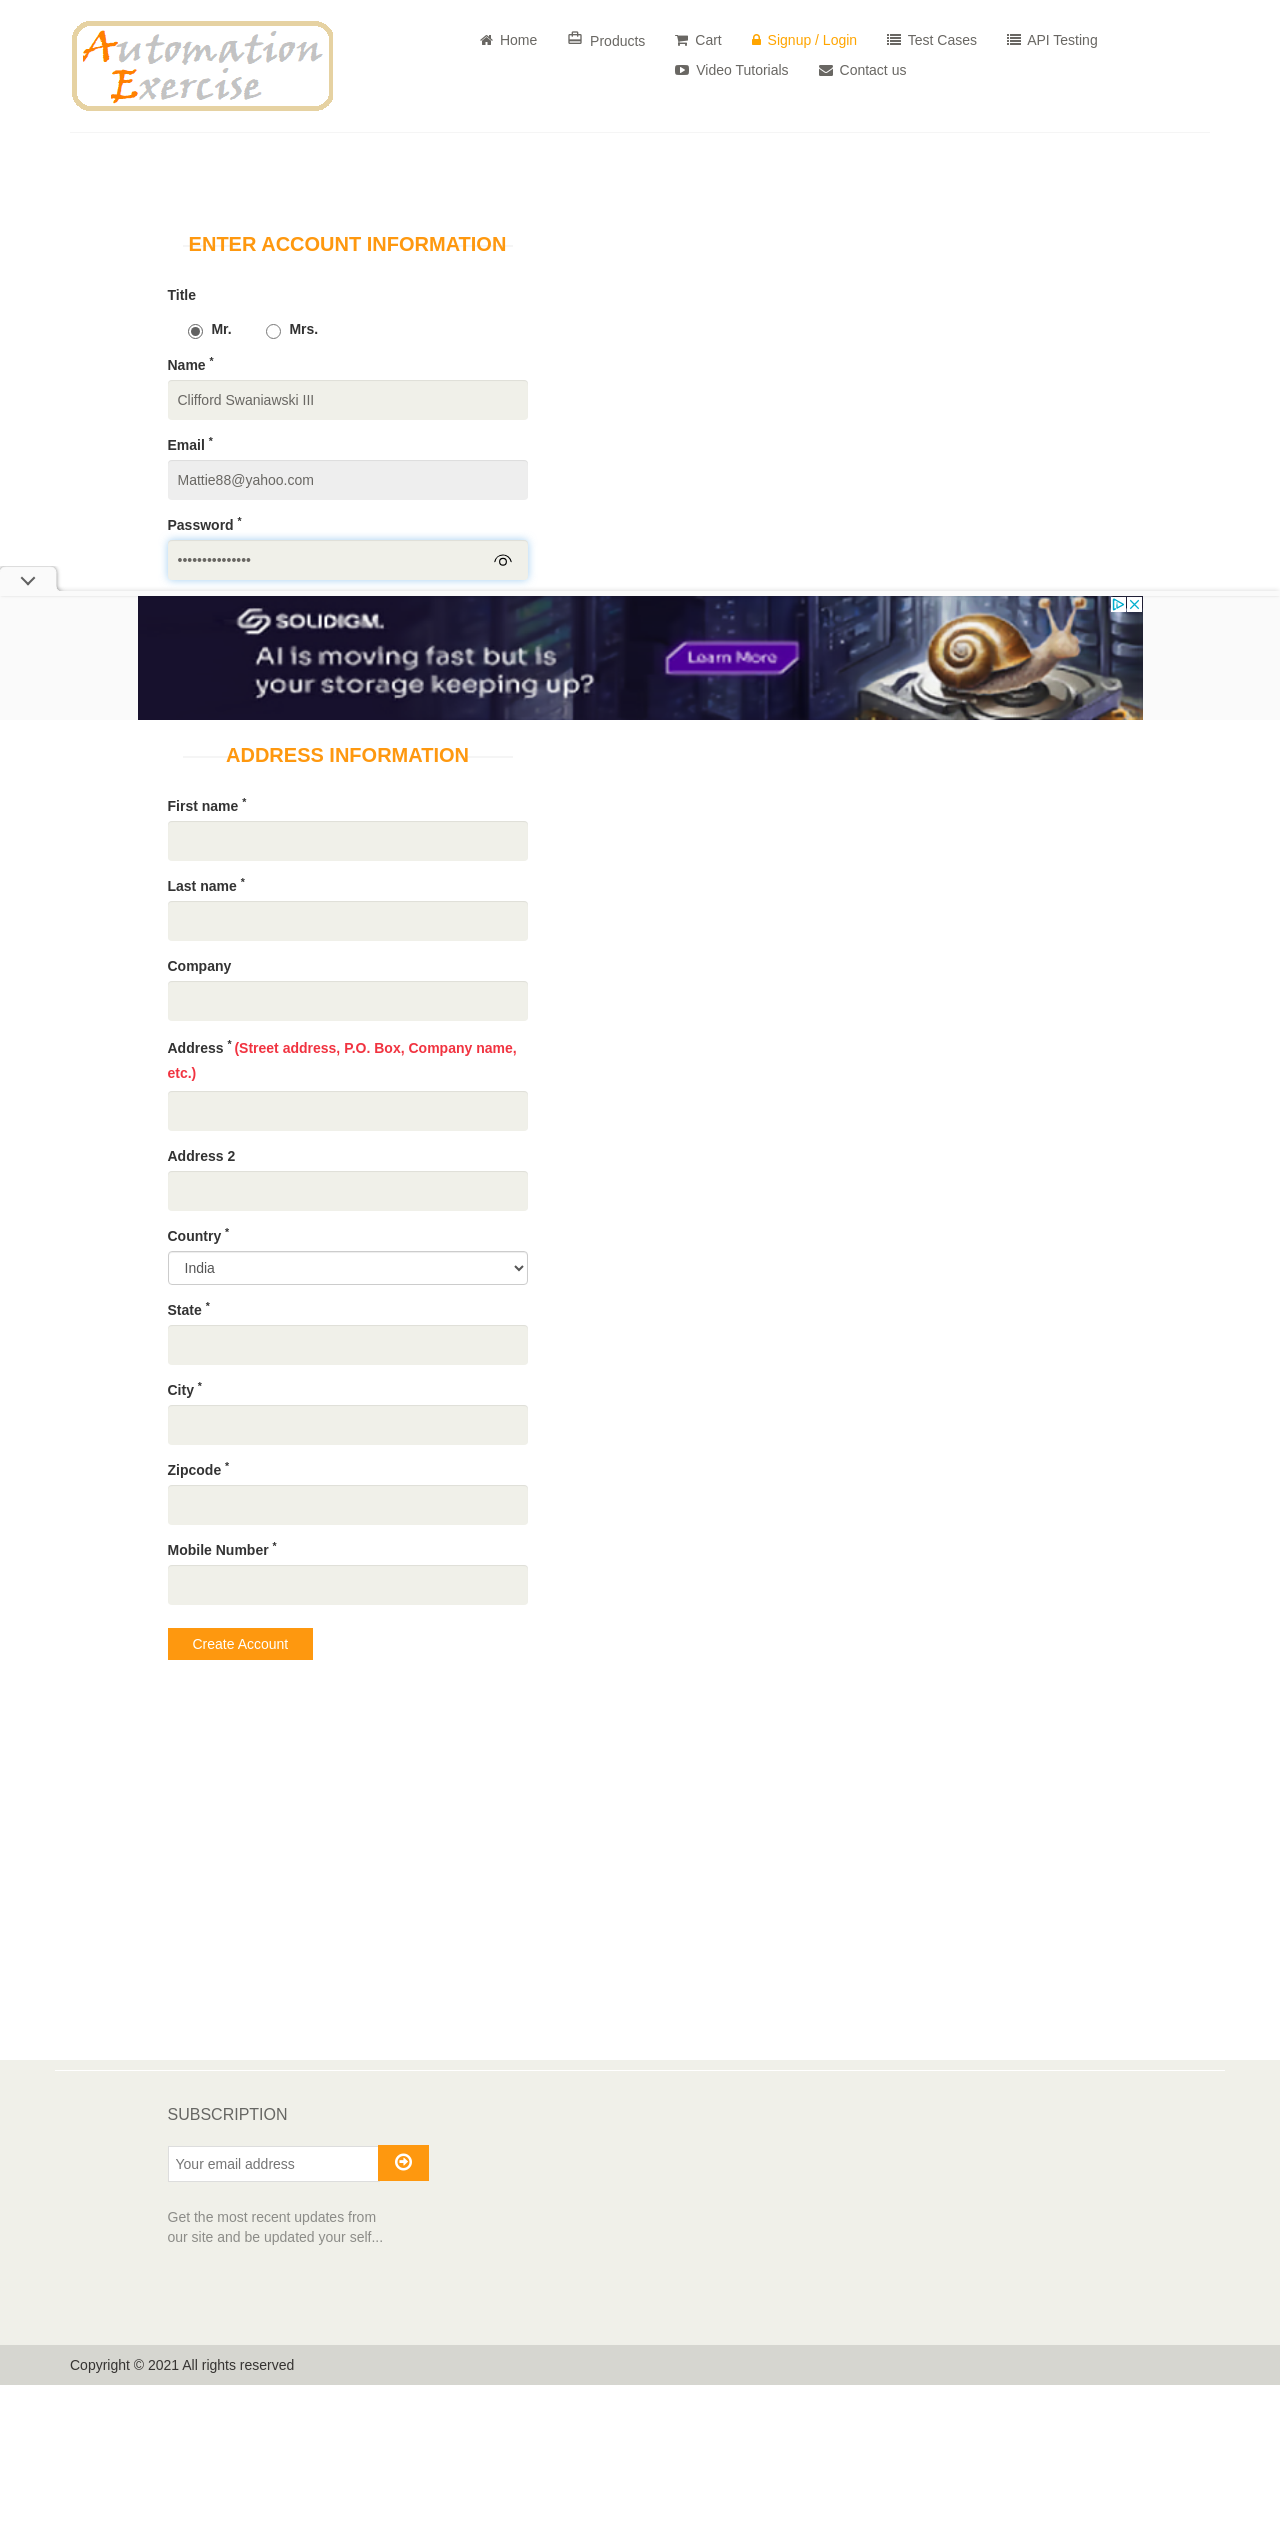 Automation
Exercise
Home
Products
Cart
Signup / Login
Test Cases
API Testing
Video Tutorials
Contact us
ENTER ACCOUNT INFORMATION
Title
Mr.
Mrs.
Name *
Clifford Swaniawski III
Email *
Mattie88@yahoo.com
Password *
•••••••••••••••
SOLIDIGM.
AI is moving fast but is
your storage keeping up?
Learn More
ADDRESS INFORMATION
First name *
Last name *
Company
Address * (Street address, P.O. Box, Company name,
etc.)
Address 2
Country *
India
State *
City *
Zipcode *
Mobile Number *
Create Account
SUBSCRIPTION
Your email address
Get the most recent updates from
our site and be updated your self...
Copyright © 2021 All rights reserved